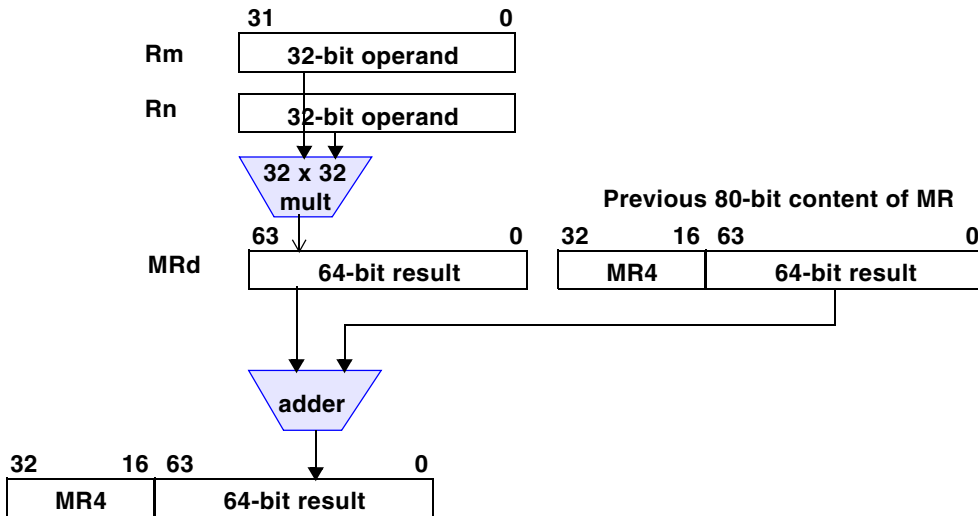 31 0
Rm 32-bit operand
Rn 32-bit operand
32 x 32
mult
Previous 80-bit content of MR
63 0 32 16 63 0
MRd 64-bit result MR4 64-bit result
adder
32 16 63 0
MR4 64-bit result